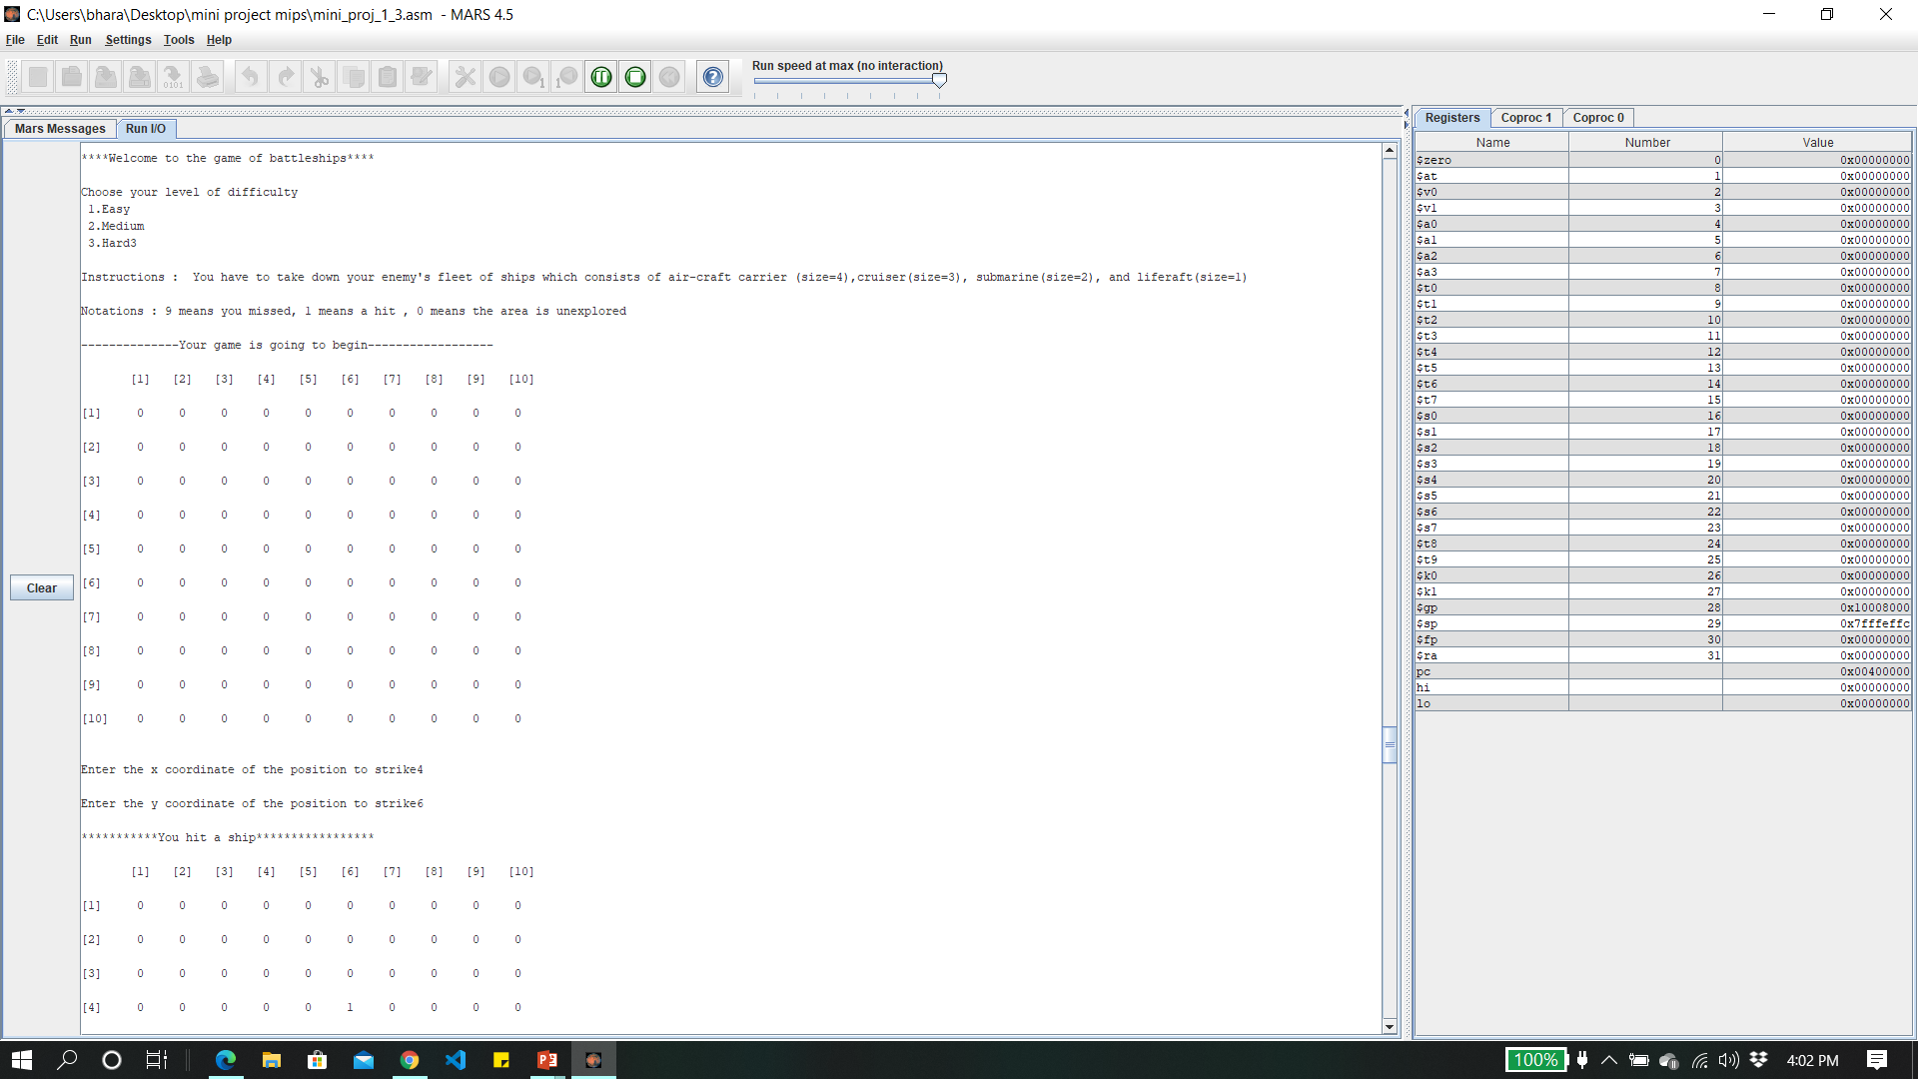 C:\Users\bhara\Desktop\mini project mips\mini_proj_1_3.asm - MARS 4.5
File Edit Run Settings Tools Help
Run speed at max (no interaction)
Mars Messages Run I/O
Clear
****Welcome to the game of battleships****
Choose your level of difficulty
1.Easy
2.Medium
3.Hard3
Instructions :  You have to take down your enemy's fleet of ships which consists of air-craft carrier (size=4),cruiser(size=3), submarine(size=2), and liferaft(size=1)
Notations : 9 means you missed, 1 means a hit , 0 means the area is unexplored
--------------Your game is going to begin------------------
[1] [2] [3] [4] [5] [6] [7] [8] [9] [10]
[1] 0 0 0 0 0 0 0 0 0 0
[2] 0 0 0 0 0 0 0 0 0 0
[3] 0 0 0 0 0 0 0 0 0 0
[4] 0 0 0 0 0 0 0 0 0 0
[5] 0 0 0 0 0 0 0 0 0 0
[6] 0 0 0 0 0 0 0 0 0 0
[7] 0 0 0 0 0 0 0 0 0 0
[8] 0 0 0 0 0 0 0 0 0 0
[9] 0 0 0 0 0 0 0 0 0 0
[10] 0 0 0 0 0 0 0 0 0 0
Enter the x coordinate of the position to strike4
Enter the y coordinate of the position to strike6
***********You hit a ship*****************
[1] [2] [3] [4] [5] [6] [7] [8] [9] [10]
[1] 0 0 0 0 0 0 0 0 0 0
[2] 0 0 0 0 0 0 0 0 0 0
[3] 0 0 0 0 0 0 0 0 0 0
[4] 0 0 0 0 0 1 0 0 0 0
Registers Coproc 1 Coproc 0
Name Number Value
$zero 0 0x00000000
$at 1 0x00000000
$v0 2 0x00000000
$v1 3 0x00000000
$a0 4 0x00000000
$a1 5 0x00000000
$a2 6 0x00000000
$a3 7 0x00000000
$t0 8 0x00000000
$t1 9 0x00000000
$t2 10 0x00000000
$t3 11 0x00000000
$t4 12 0x00000000
$t5 13 0x00000000
$t6 14 0x00000000
$t7 15 0x00000000
$s0 16 0x00000000
$s1 17 0x00000000
$s2 18 0x00000000
$s3 19 0x00000000
$s4 20 0x00000000
$s5 21 0x00000000
$s6 22 0x00000000
$s7 23 0x00000000
$t8 24 0x00000000
$t9 25 0x00000000
$k0 26 0x00000000
$k1 27 0x00000000
$gp 28 0x10008000
$sp 29 0x7fffeffc
$fp 30 0x00000000
$ra 31 0x00000000
pc 0x00400000
hi 0x00000000
lo 0x00000000
100% 4:02 PM